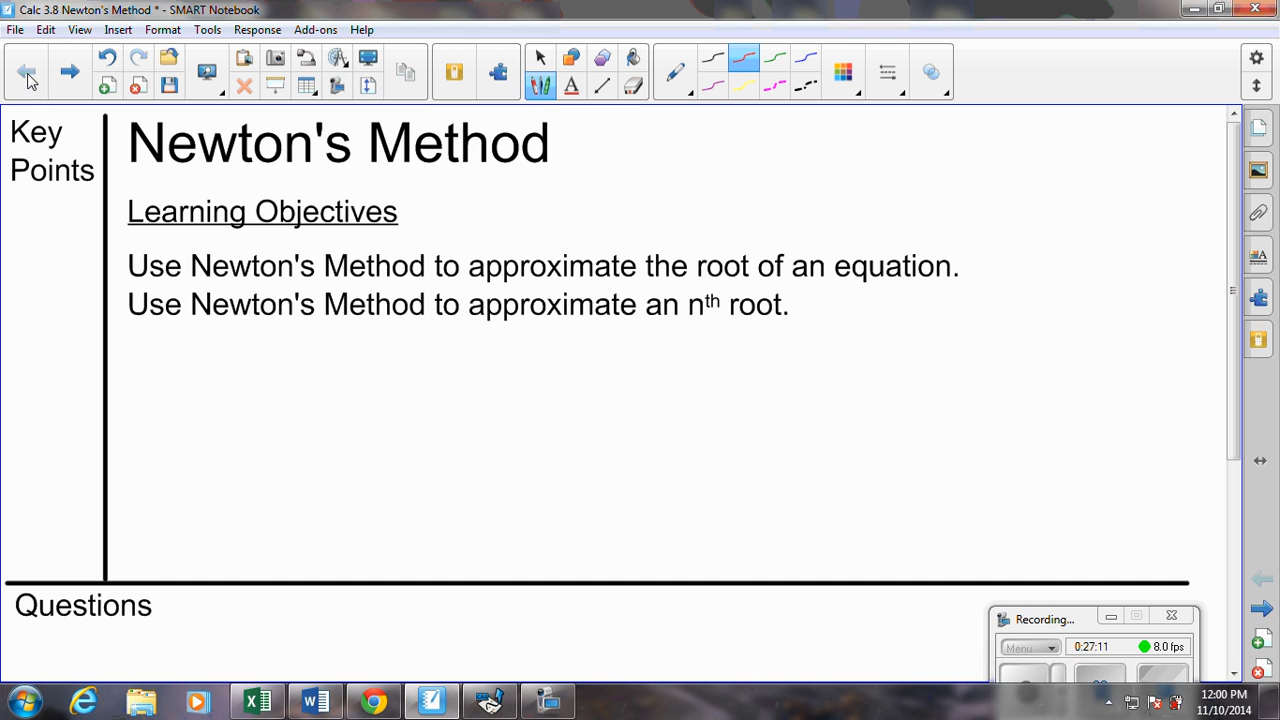 Calc 3.8 Newton's Method * - SMART Notebook
File Edit View Insert Format Tools Response Add-ons Help
Key
Points
Newton's Method
Learning Objectives
Use Newton's Method to approximate the root of an equation.
Use Newton's Method to approximate an nth root.
Questions
Recording...
Menu 0:27:11 8.0 fps
12:00 PM
11/10/2014